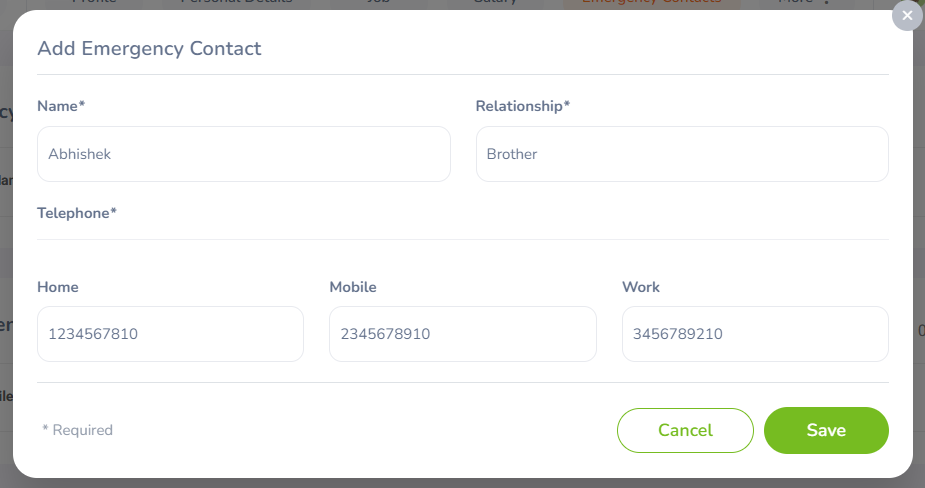 Add Emergency Contact
Name* Relationship*
Abhishek Brother
Telephone*
Home Mobile Work
1234567810 2345678910 3456789210
* Required Cancel Save